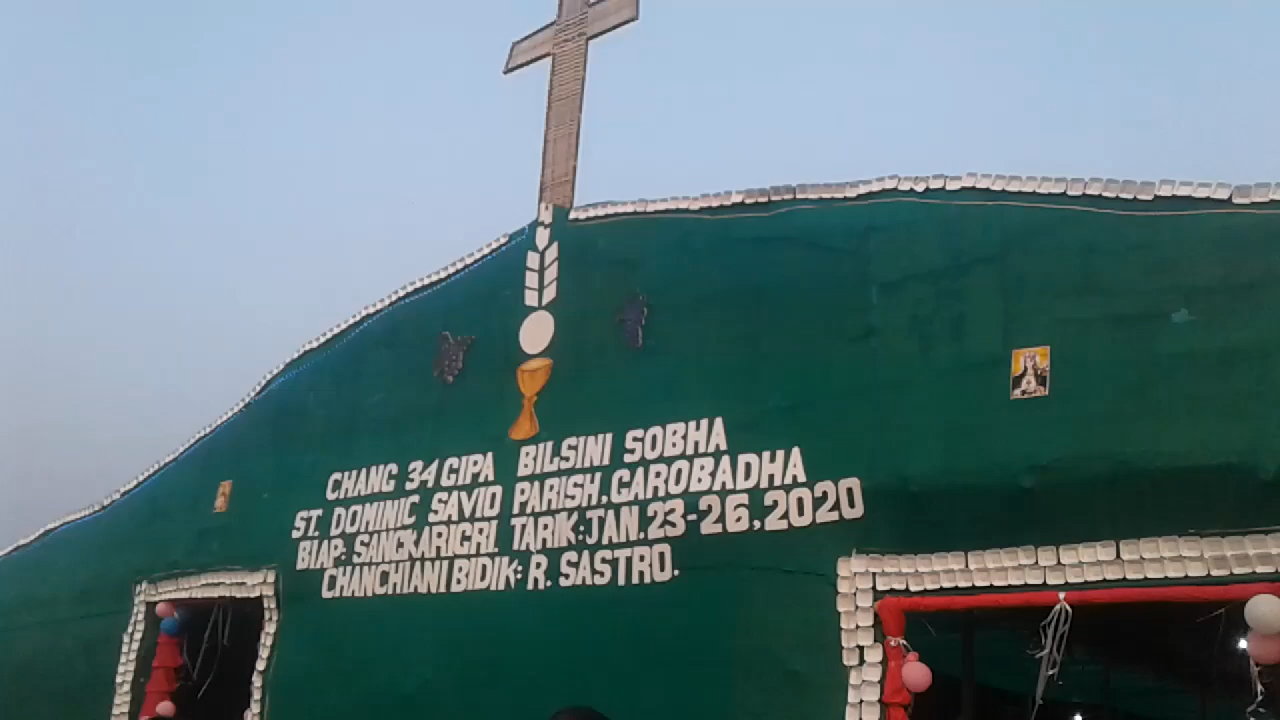 CHANG 34 GIPA BILSINI SOBHA
ST. DOMINIC SAVIO PARISH, GAROBADHA
BIAP: SANGKARIGRI. TARIK: JAN. 23-26, 2020
CHANCHIANI BIDIK: R. SASTRO.